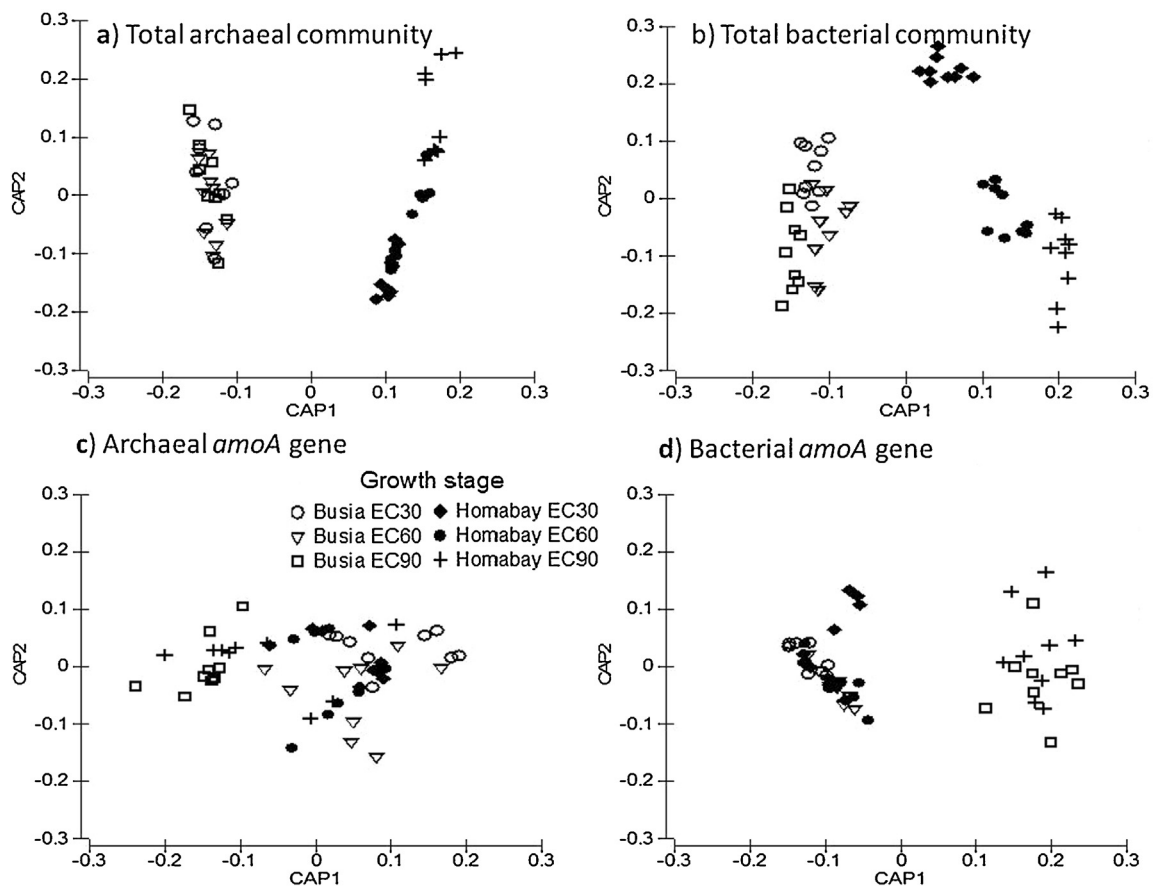 a) Total archaeal community
0.3
0.2
0.1
0
-0.1
-0.2
-0.3
CAP2
-0.3
-0.2
-0.1
0
0.1
0.2
0.3
CAP1
b) Total bacterial community
0.3
0.2
0.1
0
-0.1
-0.2
-0.3
CAP2
-0.3
-0.2
-0.1
0
0.1
0.2
0.3
CAP1
c) Archaeal amoA gene
Growth stage
Busia EC30
Homabay EC30
Busia EC60
Homabay EC60
Busia EC90
Homabay EC90
0.3
0.2
0.1
0
-0.1
-0.2
-0.3
CAP2
-0.3
-0.2
-0.1
0
0.1
0.2
0.3
CAP1
d) Bacterial amoA gene
0.3
0.2
0.1
0
-0.1
-0.2
-0.3
CAP2
-0.3
-0.2
-0.1
0
0.1
0.2
0.3
CAP1